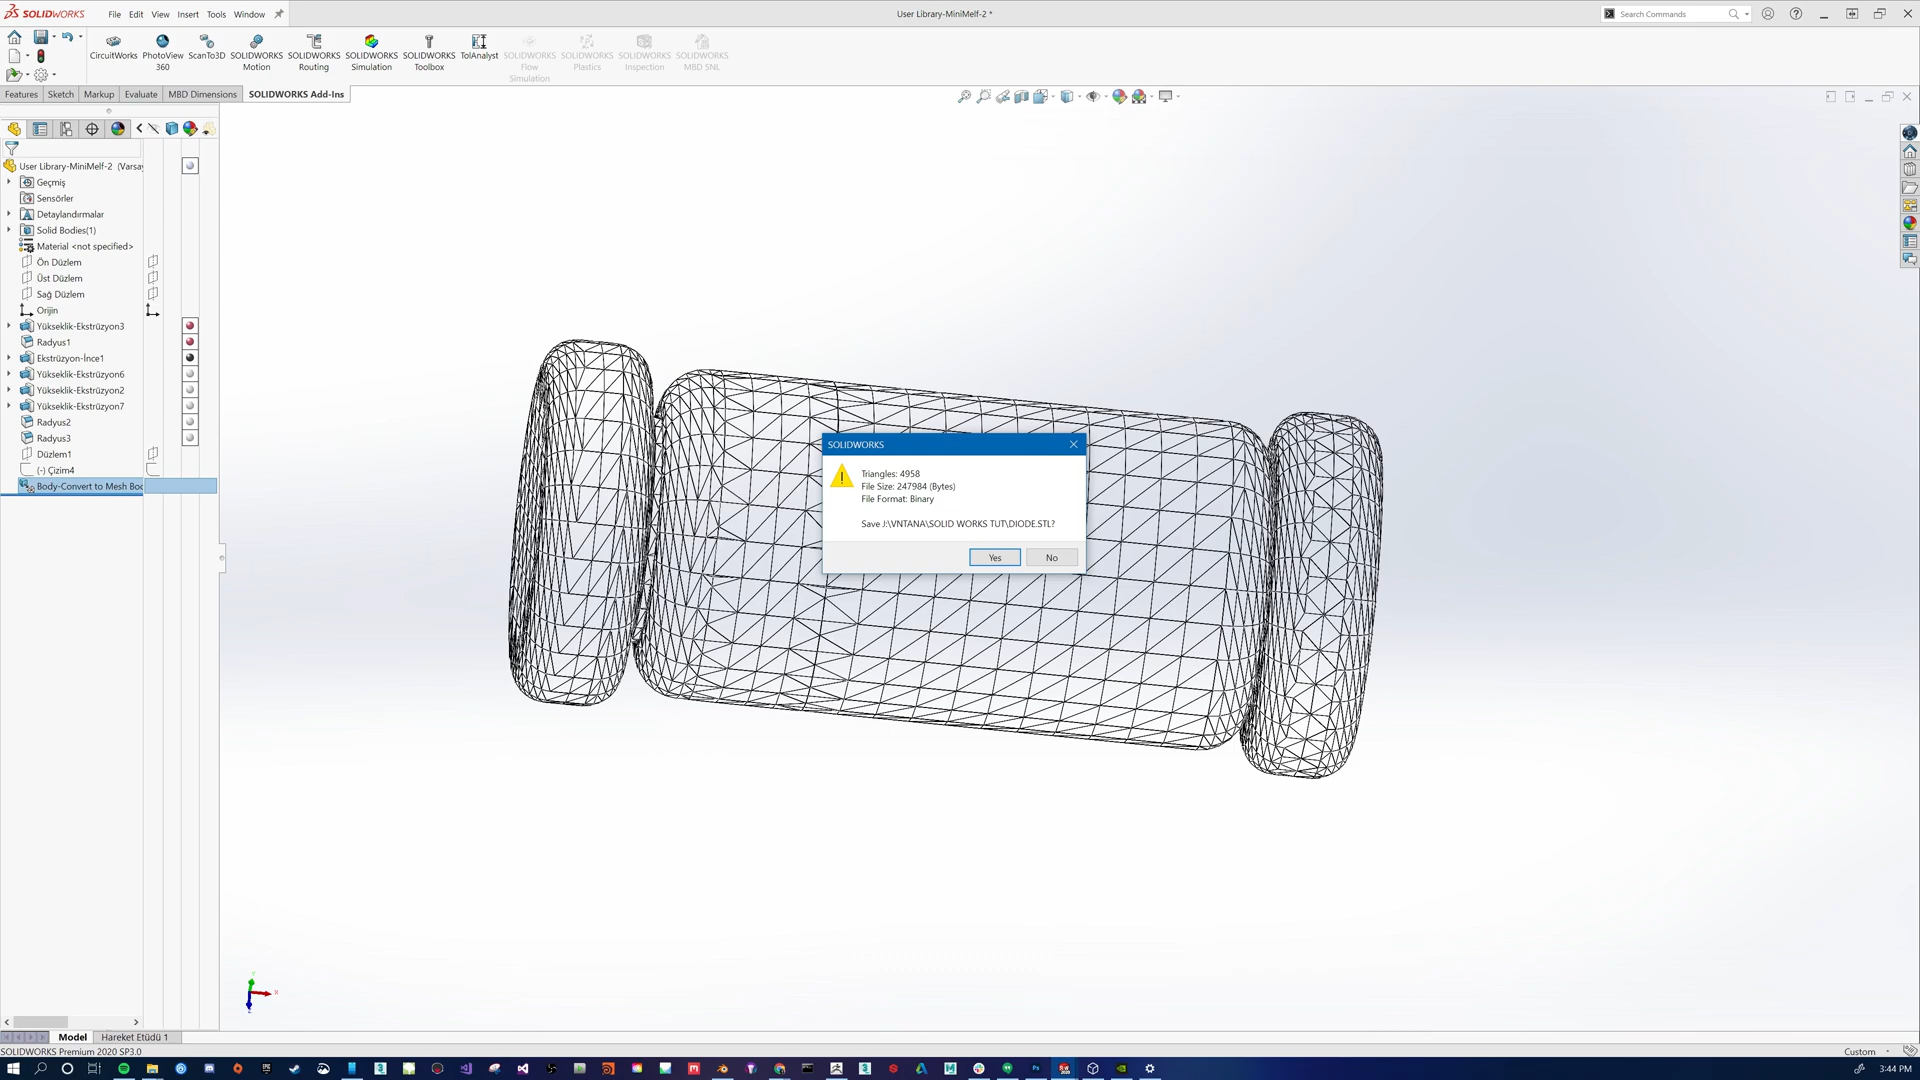 SOLIDWORKS
File Edit View Insert Tools Window
User Library-MiniMelf-2 *
Search Commands
CircuitWorks
PhotoView 360
ScanTo3D
SOLIDWORKS Motion
SOLIDWORKS Routing
SOLIDWORKS Simulation
SOLIDWORKS Toolbox
TolAnalyst
SOLIDWORKS Flow Simulation
SOLIDWORKS Plastics
SOLIDWORKS Inspection
SOLIDWORKS MBD SNL
Features Sketch Markup Evaluate MBD Dimensions SOLIDWORKS Add-Ins
User Library-MiniMelf-2 (Varsay
Geçmiş
Sensörler
Detaylandırmalar
Solid Bodies(1)
Material <not specified>
Ön Düzlem
Üst Düzlem
Sağ Düzlem
Orijin
Yükseklik-Ekstrüzyon3
Radyus1
Ekstrüzyon-İnce1
Yükseklik-Ekstrüzyon6
Yükseklik-Ekstrüzyon2
Yükseklik-Ekstrüzyon7
Radyus2
Radyus3
Düzlem1
(-) Çizim4
Body-Convert to Mesh Boc
SOLIDWORKS
Triangles: 4958
File Size: 247984 (Bytes)
File Format: Binary
Save J:\VNTANA\SOLID WORKS TUT\DIODE.STL?
Yes No
Model Hareket Etüdü 1
SOLIDWORKS Premium 2020 SP3.0
Custom
3:44 PM